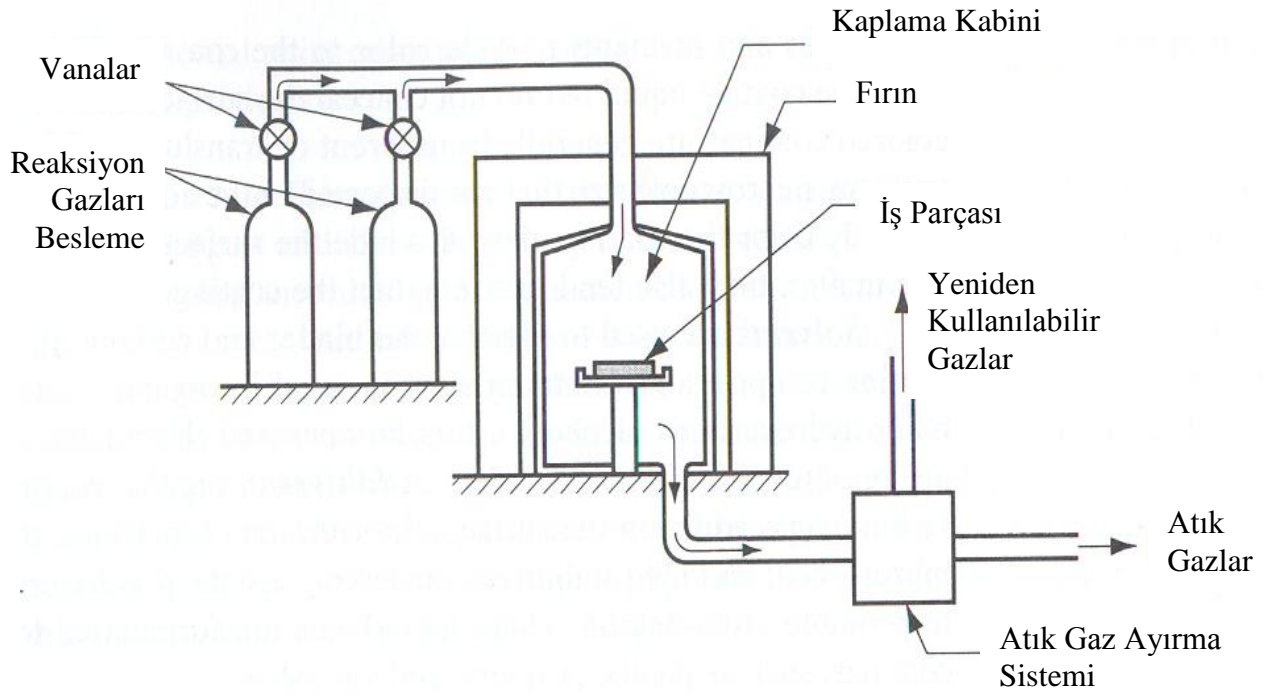 Kaplama Kabini
Vanalar
Fırın
Reaksiyon
Gazları
Besleme
İş Parçası
Yeniden
Kullanılabilir
Gazlar
Atık
Gazlar
Atık Gaz Ayırma
Sistemi